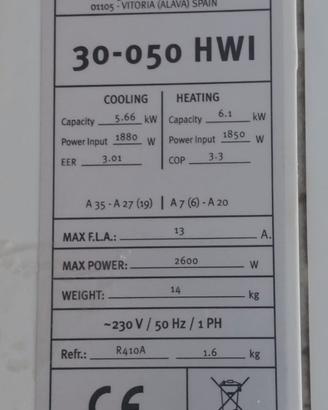 01105 - VITORIA (ALAVA) SPAIN
30-050 HWI
COOLING HEATING
Capacity 5.66 kW Capacity 6.1 kW
Power Input 1880 W Power Input 1850 W
EER 3.01 COP 3.3
A 35 - A 27 (19) | A 7 (6) - A 20
MAX F.L.A.: 13 A.
MAX POWER: 2600 W
WEIGHT: 14 kg
~230 V / 50 Hz / 1 PH
Refr.: R410A 1.6 kg
CE